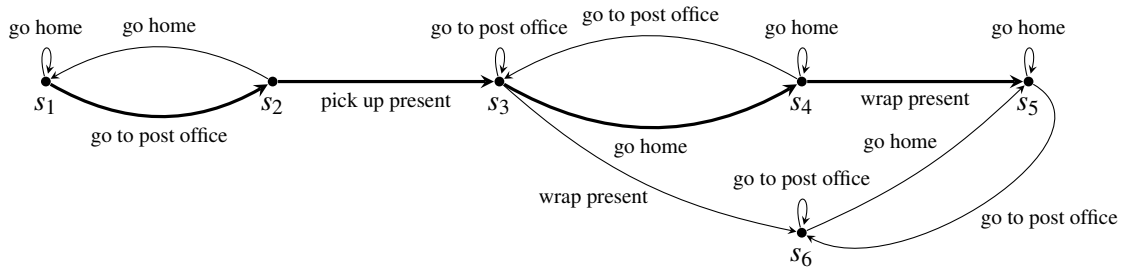 go home
go home
go to post office
go to post office
go home
go home
s1
s2
pick up present
s3
s4
wrap present
s5
go to post office
go home
go home
wrap present
go to post office
go to post office
s6